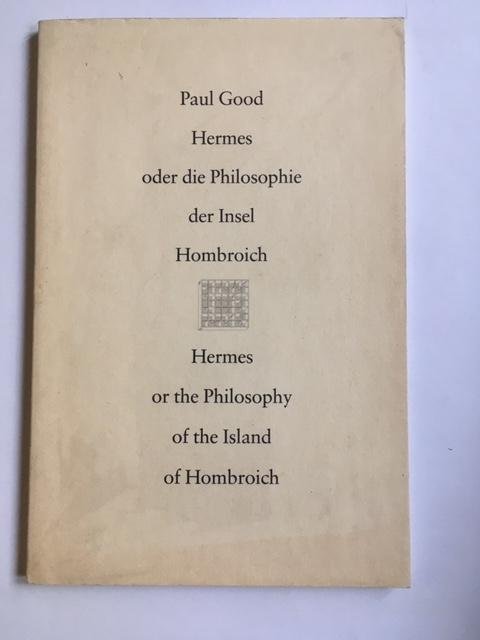 Paul Good
Hermes
oder die Philosophie
der Insel
Hombroich
Hermes
or the Philosophy
of the Island
of Hombroich